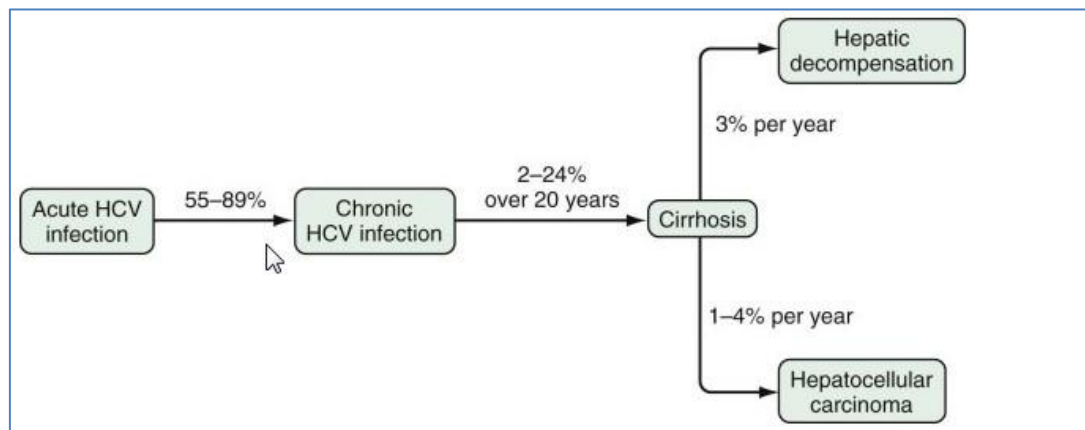 Acute HCV
infection
55–89%
Chronic
HCV infection
2–24%
over 20 years
Cirrhosis
3% per year
Hepatic
decompensation
1–4% per year
Hepatocellular
carcinoma